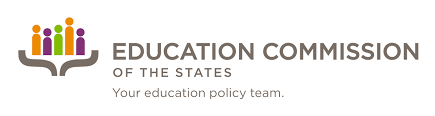 EDUCATION COMMISSION
OF THE STATES
Your education policy team.